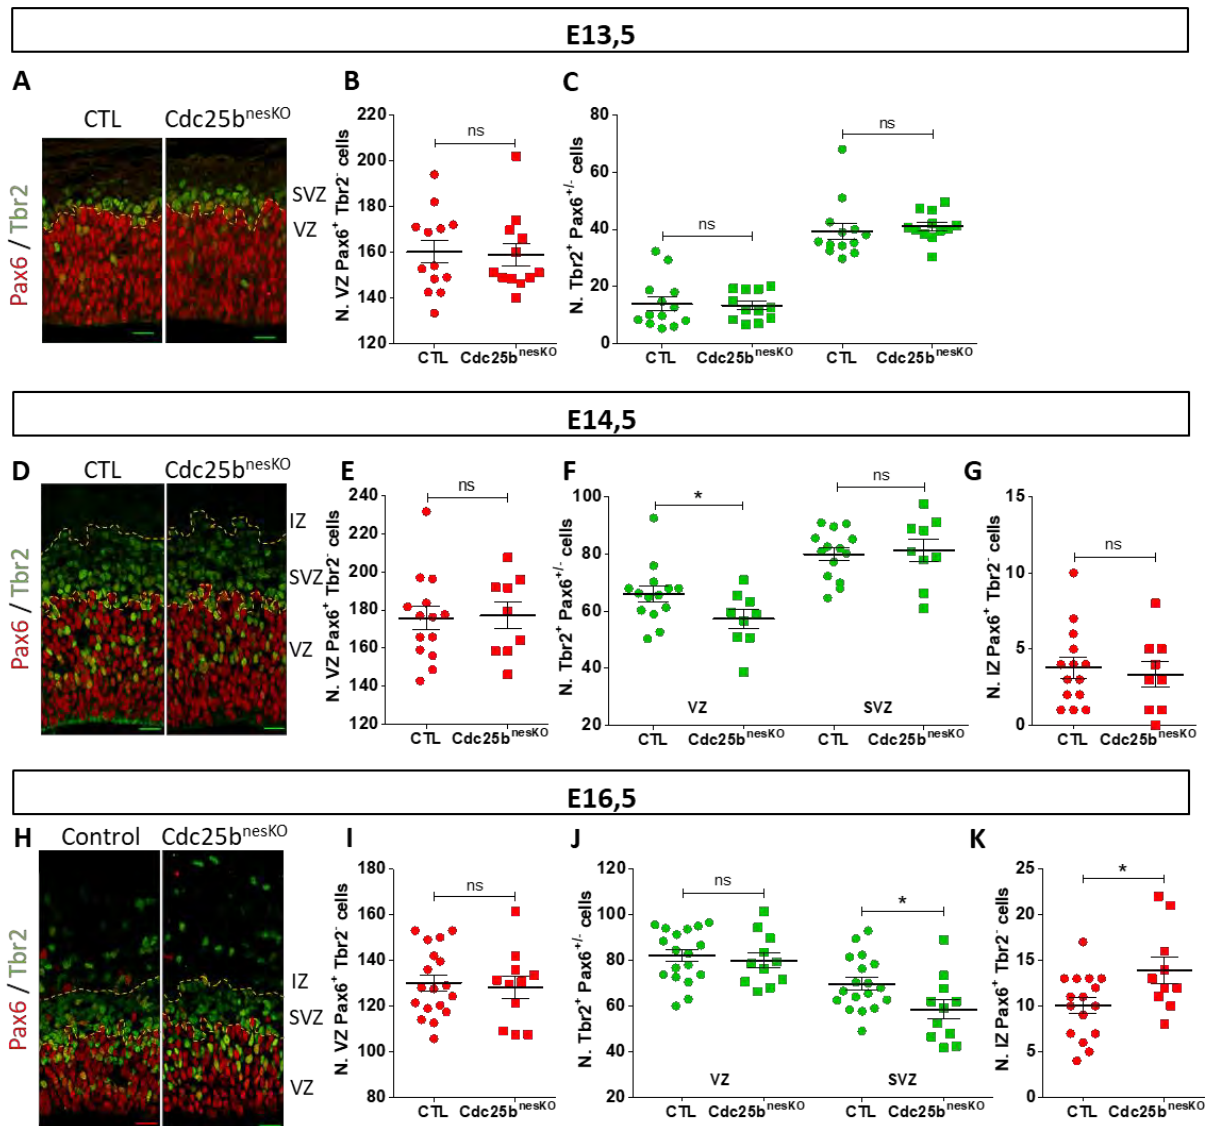 E13,5
A
CTL
Cdc25b^nesKO
Pax6 / Tbr2
SVZ
VZ
B
N. VZ Pax6⁺ Tbr2⁻ cells
220
200
180
160
140
120
ns
CTL
Cdc25b^nesKO
C
N. Tbr2⁺ Pax6⁺/⁻ cells
80
60
40
20
0
ns
ns
CTL
Cdc25b^nesKO
CTL
Cdc25b^nesKO
E14,5
D
CTL
Cdc25b^nesKO
Pax6 / Tbr2
IZ
SVZ
VZ
E
N. VZ Pax6⁺ Tbr2⁻ cells
240
220
200
180
160
140
120
ns
CTL
Cdc25b^nesKO
F
N. Tbr2⁺ Pax6⁺/⁻ cells
100
80
60
40
20
*
ns
VZ
SVZ
CTL
Cdc25b^nesKO
CTL
Cdc25b^nesKO
G
N. IZ Pax6⁺ Tbr2⁻ cells
15
10
5
0
ns
CTL
Cdc25b^nesKO
E16,5
H
Control
Cdc25b^nesKO
Pax6 / Tbr2
IZ
SVZ
VZ
I
N. VZ Pax6⁺ Tbr2⁻ cells
180
160
140
120
100
80
ns
CTL
Cdc25b^nesKO
J
N. Tbr2⁺ Pax6⁺/⁻ cells
120
100
80
60
40
20
ns
*
VZ
SVZ
CTL
Cdc25b^nesKO
CTL
Cdc25b^nesKO
K
N. IZ Pax6⁺ Tbr2⁻ cells
25
20
15
10
5
0
*
CTL
Cdc25b^nesKO